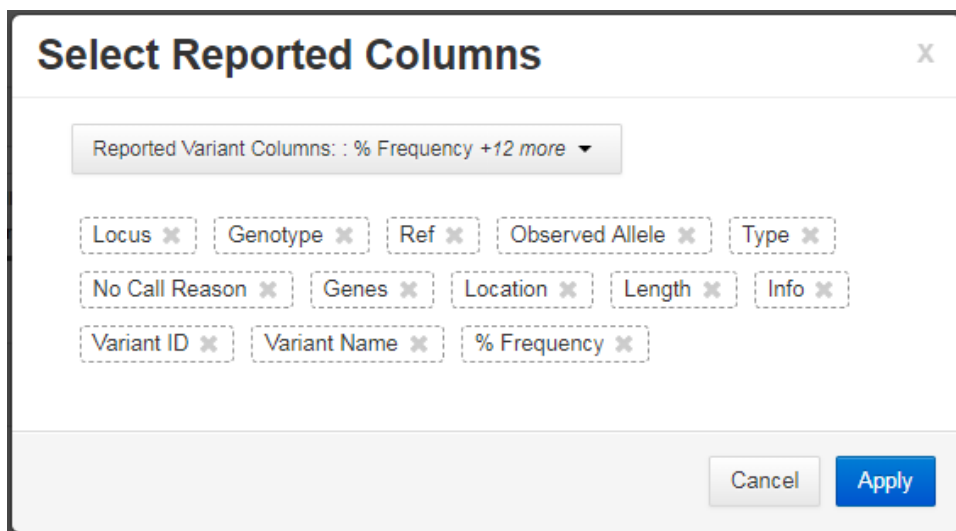 Select Reported Columns x
Reported Variant Columns: : % Frequency +12 more
Locus Genotype Ref Observed Allele Type
No Call Reason Genes Location Length Info
Variant ID Variant Name % Frequency
Cancel Apply